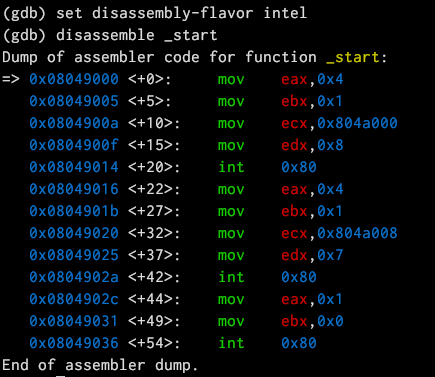 (gdb) set disassembly-flavor intel
(gdb) disassemble _start
Dump of assembler code for function _start:
=> 0x08049000 <+0>:     mov    eax,0x4
   0x08049005 <+5>:     mov    ebx,0x1
   0x0804900a <+10>:    mov    ecx,0x804a000
   0x0804900f <+15>:    mov    edx,0x8
   0x08049014 <+20>:    int    0x80
   0x08049016 <+22>:    mov    eax,0x4
   0x0804901b <+27>:    mov    ebx,0x1
   0x08049020 <+32>:    mov    ecx,0x804a008
   0x08049025 <+37>:    mov    edx,0x7
   0x0804902a <+42>:    int    0x80
   0x0804902c <+44>:    mov    eax,0x1
   0x08049031 <+49>:    mov    ebx,0x0
   0x08049036 <+54>:    int    0x80
End of assembler dump.